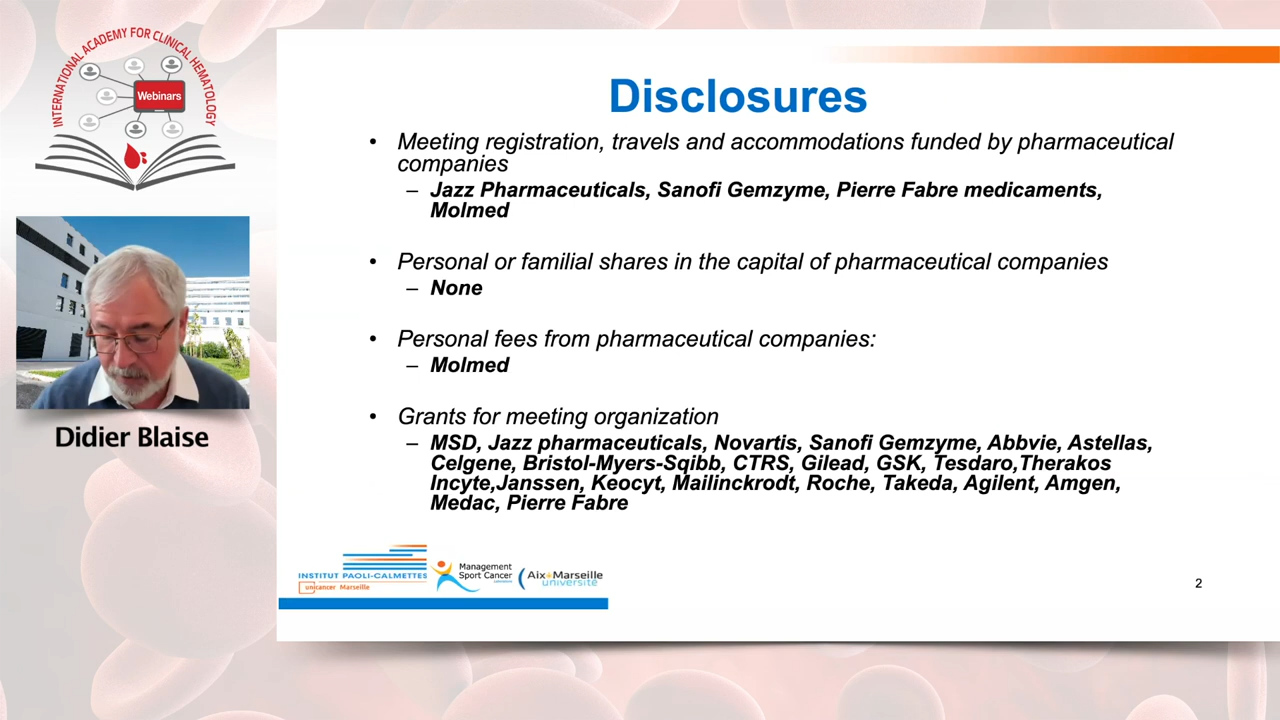 INTERNATIONAL ACADEMY FOR CLINICAL HEMATOLOGY
Webinars
Didier Blaise
Disclosures
• Meeting registration, travels and accommodations funded by pharmaceutical
companies
– Jazz Pharmaceuticals, Sanofi Gemzyme, Pierre Fabre medicaments,
Molmed
• Personal or familial shares in the capital of pharmaceutical companies
– None
• Personal fees from pharmaceutical companies:
– Molmed
• Grants for meeting organization
– MSD, Jazz pharmaceuticals, Novartis, Sanofi Gemzyme, Abbvie, Astellas,
Celgene, Bristol-Myers-Sqibb, CTRS, Gilead, GSK, Tesdaro,Therakos
Incyte,Janssen, Keocyt, Mailinckrodt, Roche, Takeda, Agilent, Amgen,
Medac, Pierre Fabre
INSTITUT PAOLI-CALMETTES
unicancer Marseille
Management
Sport Cancer
Aix Marseille
université
2